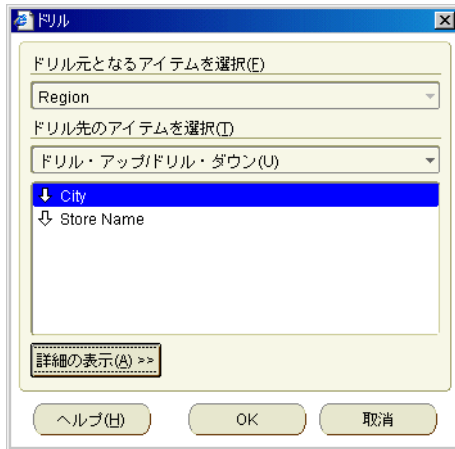 ドリル
ドリル元となるアイテムを選択(F)
Region
ドリル先のアイテムを選択(T)
ドリル・アップ/ドリル・ダウン(U)
City
Store Name
詳細の表示(A) >>
ヘルプ(H)
OK
取消